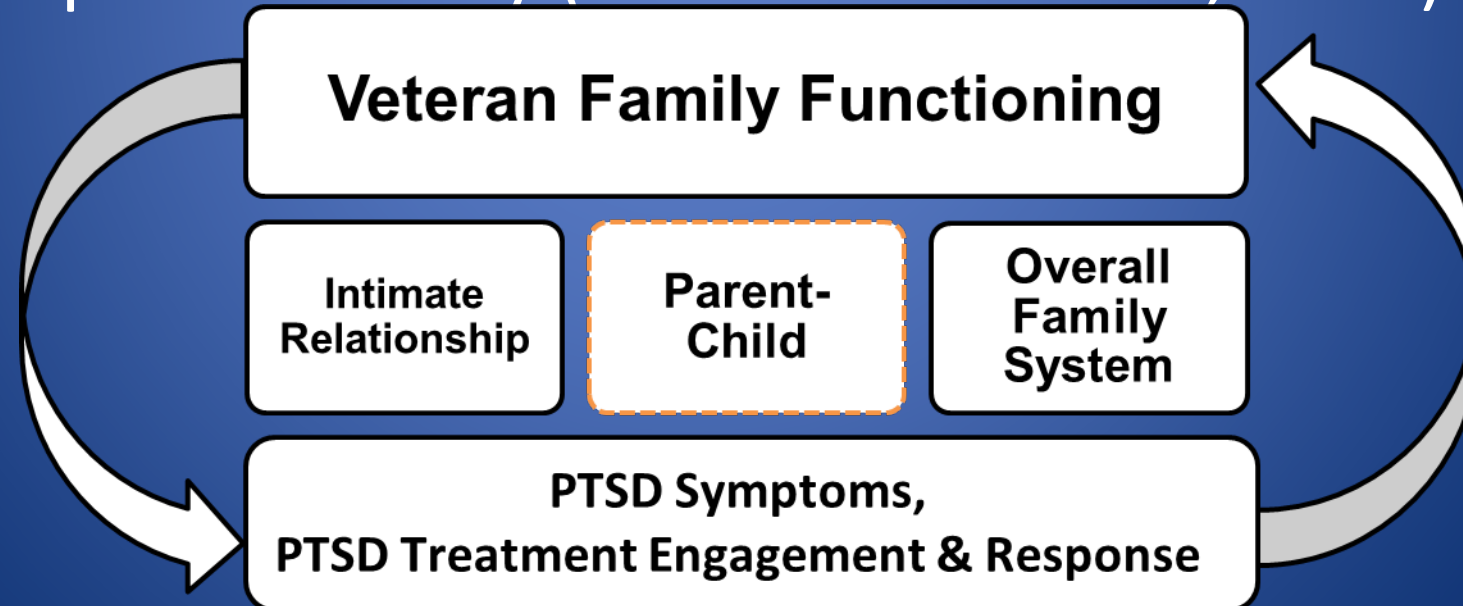 Veteran Family Functioning
Intimate
Relationship
Parent-
Child
Overall
Family
System
PTSD Symptoms,
PTSD Treatment Engagement & Response